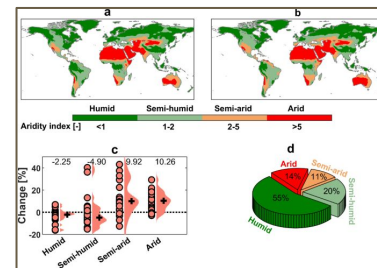 a
b
Humid Semi-humid Semi-arid Arid
Aridity index [-] <1 1-2 2-5 >5
c
d
Change [%]
40
20
0
-20
-2.25 -4.90 9.92 10.26
Humid
Semi-humid
Semi-arid
Arid
Arid
14%
Semi-arid
11%
20%
Semi-humid
55%
Humid